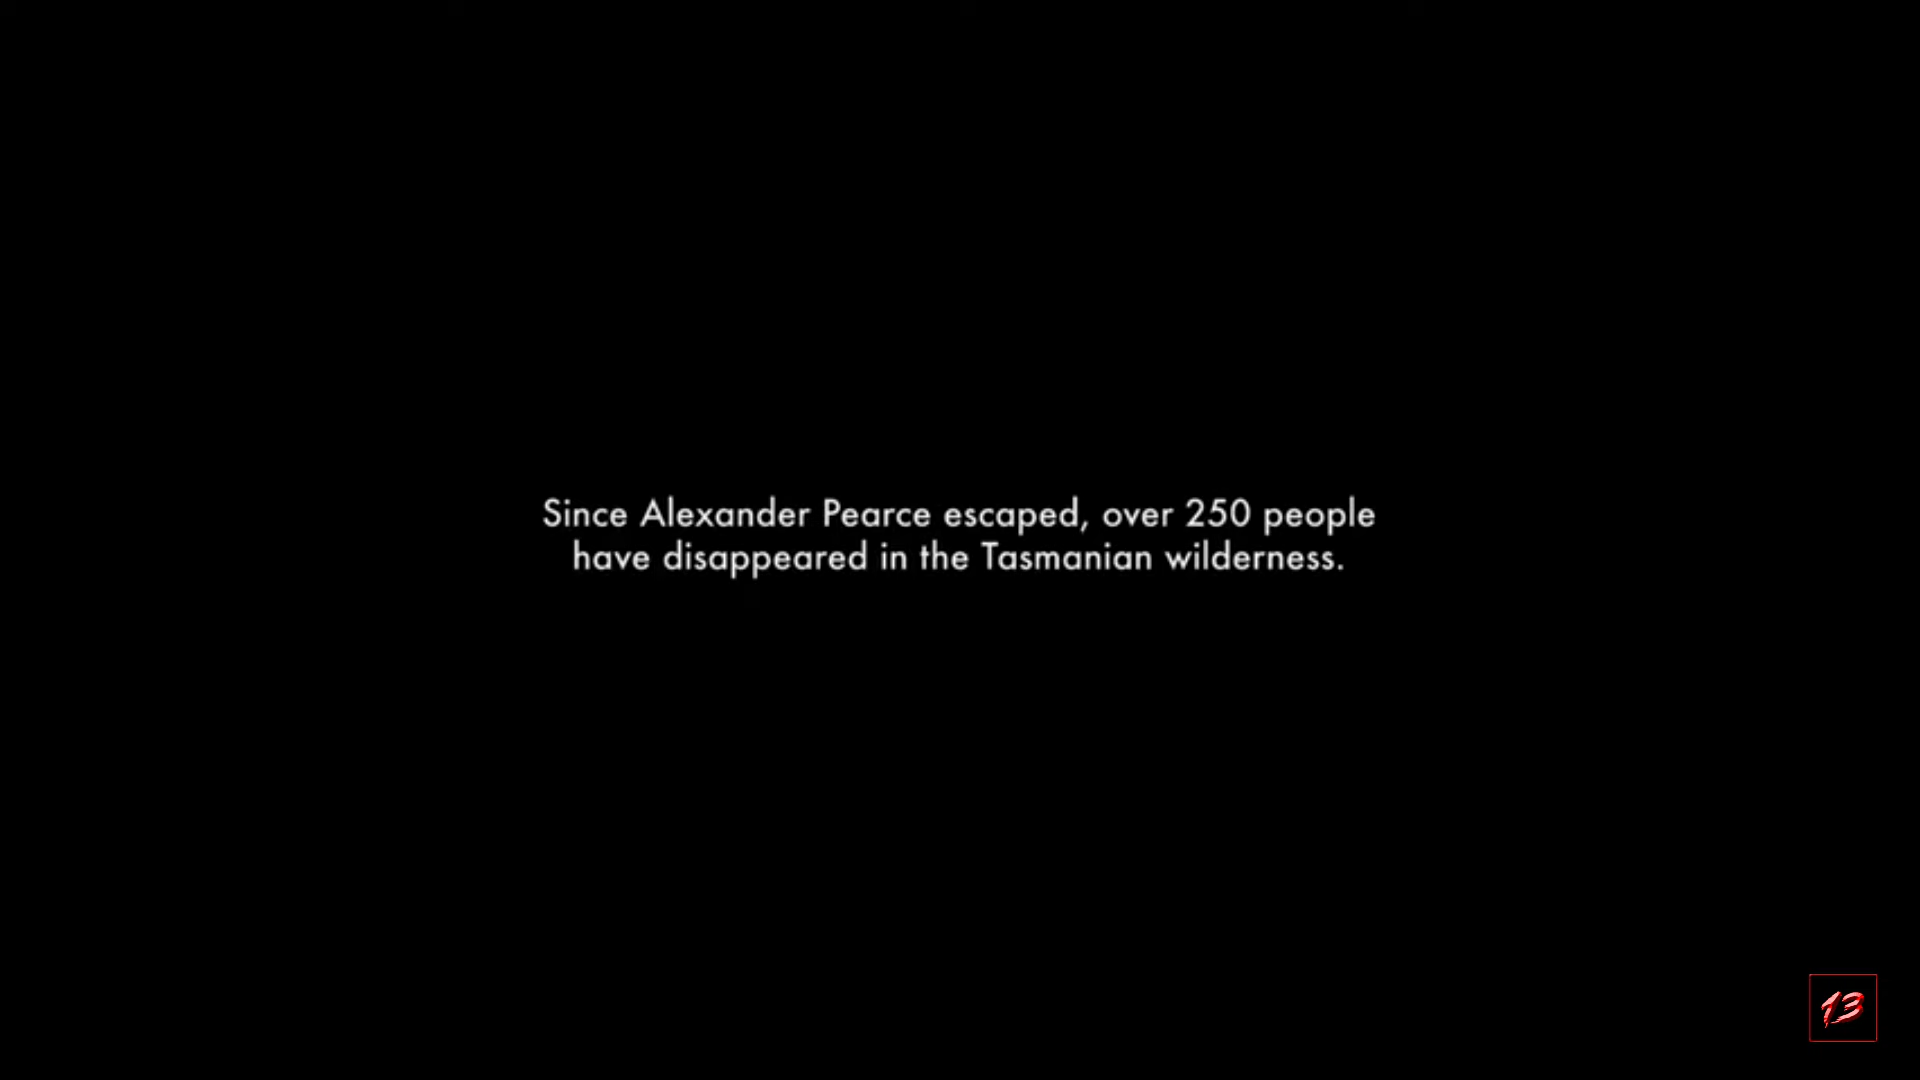 Since Alexander Pearce escaped, over 250 people
have disappeared in the Tasmanian wilderness.
13